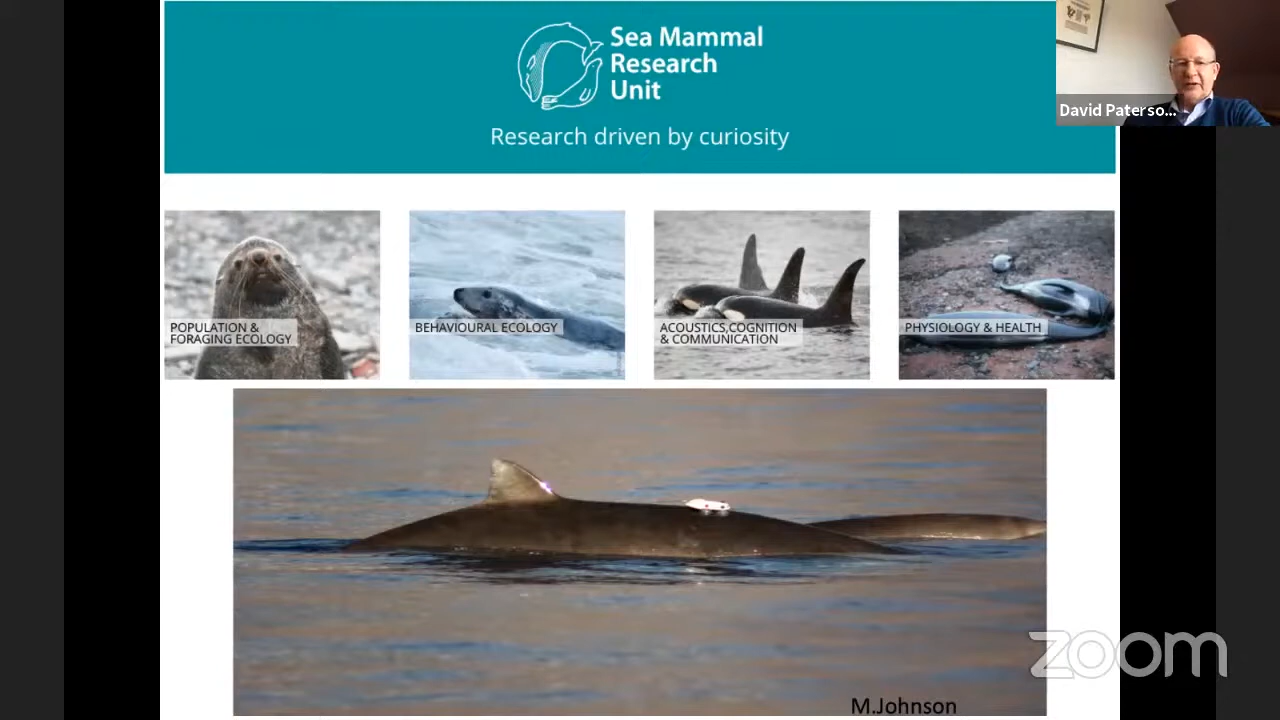 Sea Mammal
Research
Unit
Research driven by curiosity
David Paterso...
POPULATION &
FORAGING ECOLOGY
BEHAVIOURAL ECOLOGY
ACOUSTICS,COGNITION
& COMMUNICATION
PHYSIOLOGY & HEALTH
zoom
M.Johnson